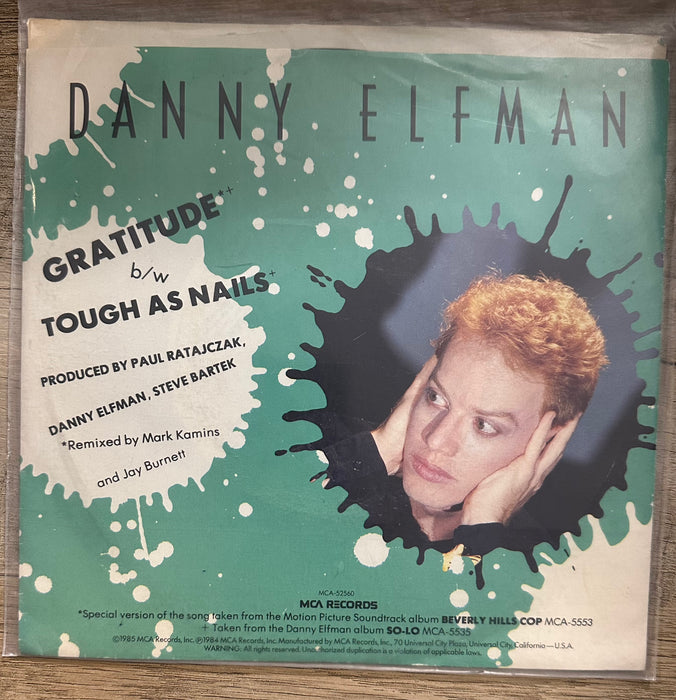 DANNY ELFMAN
GRATITUDE*+
b/w
TOUGH AS NAILS+
PRODUCED BY PAUL RATAJCZAK,
DANNY ELFMAN, STEVE BARTEK
*Remixed by Mark Kamins
and Jay Burnett
MCA-52560
MCA RECORDS
*Special version of the song taken from the Motion Picture Soundtrack album BEVERLY HILLS COP MCA-5553
+ Taken from the Danny Elfman album SO-LO MCA-5535
©1985 MCA Records, Inc. ℗1984 MCA Records, Inc. Manufactured by MCA Records, Inc., 70 Universal City Plaza, Universal City, California—U.S.A.
WARNING: All rights reserved. Unauthorized duplication is a violation of applicable laws.